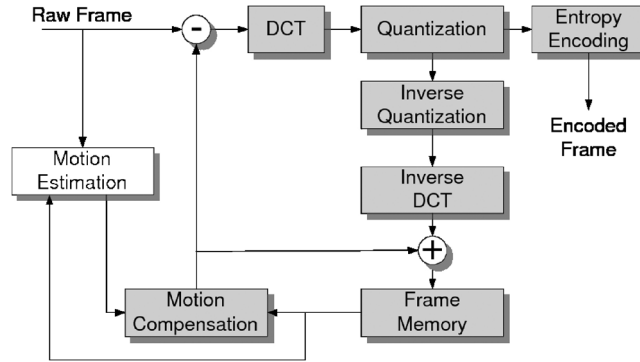 Raw Frame
-
DCT
Quantization
Entropy
Encoding
Inverse
Quantization
Encoded
Frame
Motion
Estimation
Inverse
DCT
+
Motion
Compensation
Frame
Memory